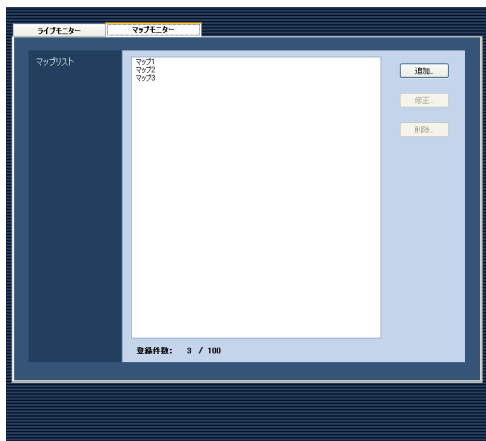 ライブモニター
マップモニター
マップリスト
マップ1
マップ2
マップ3
追加...
修正...
削除...
登録件数: 3 / 100